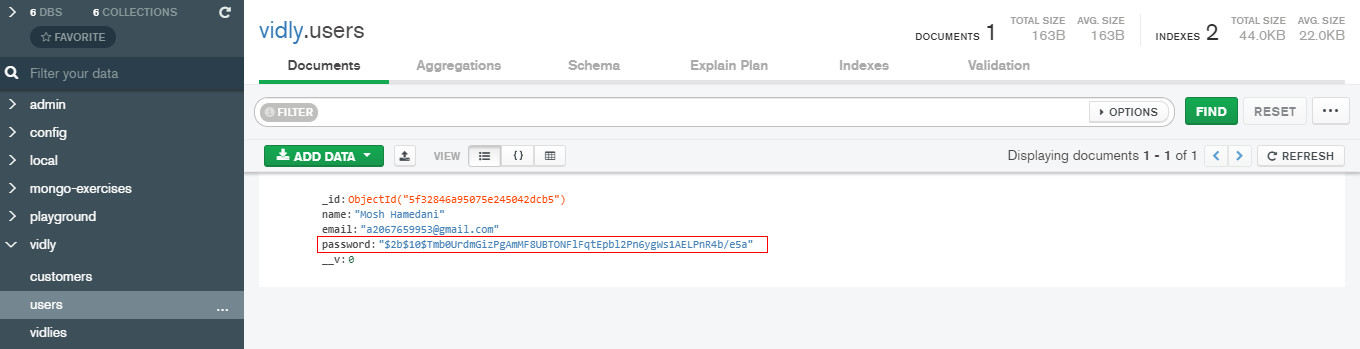 6 DBS 6 COLLECTIONS
FAVORITE
Filter your data
admin
config
local
mongo-exercises
playground
vidly
customers
users ...
vidlies
vidly.users
DOCUMENTS 1 TOTAL SIZE 163B AVG. SIZE 163B INDEXES 2 TOTAL SIZE 44.0KB AVG. SIZE 22.0KB
Documents Aggregations Schema Explain Plan Indexes Validation
FILTER OPTIONS FIND RESET ...
ADD DATA VIEW {} Displaying documents 1 - 1 of 1 < > REFRESH
_id:ObjectId("5f32846a95075e245042dcb5")
name:"Mosh Hamedani"
email:"a2067659953@gmail.com"
password:"$2b$10$Tmb0UrdmGizPgAmMF8UBTONFlFqtEpbl2Pn6ygWs1AELPnR4b/e5a"
__v:0